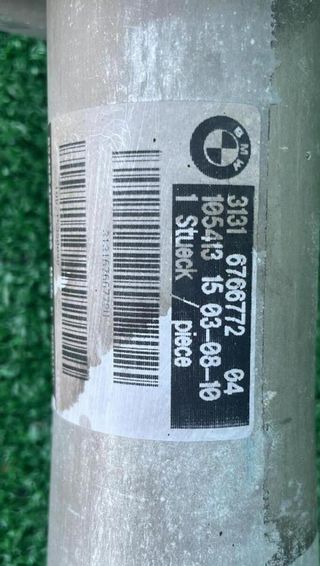 BMW
3131 6766772 04
105413 15 03-08-10
1 Stueck / piece